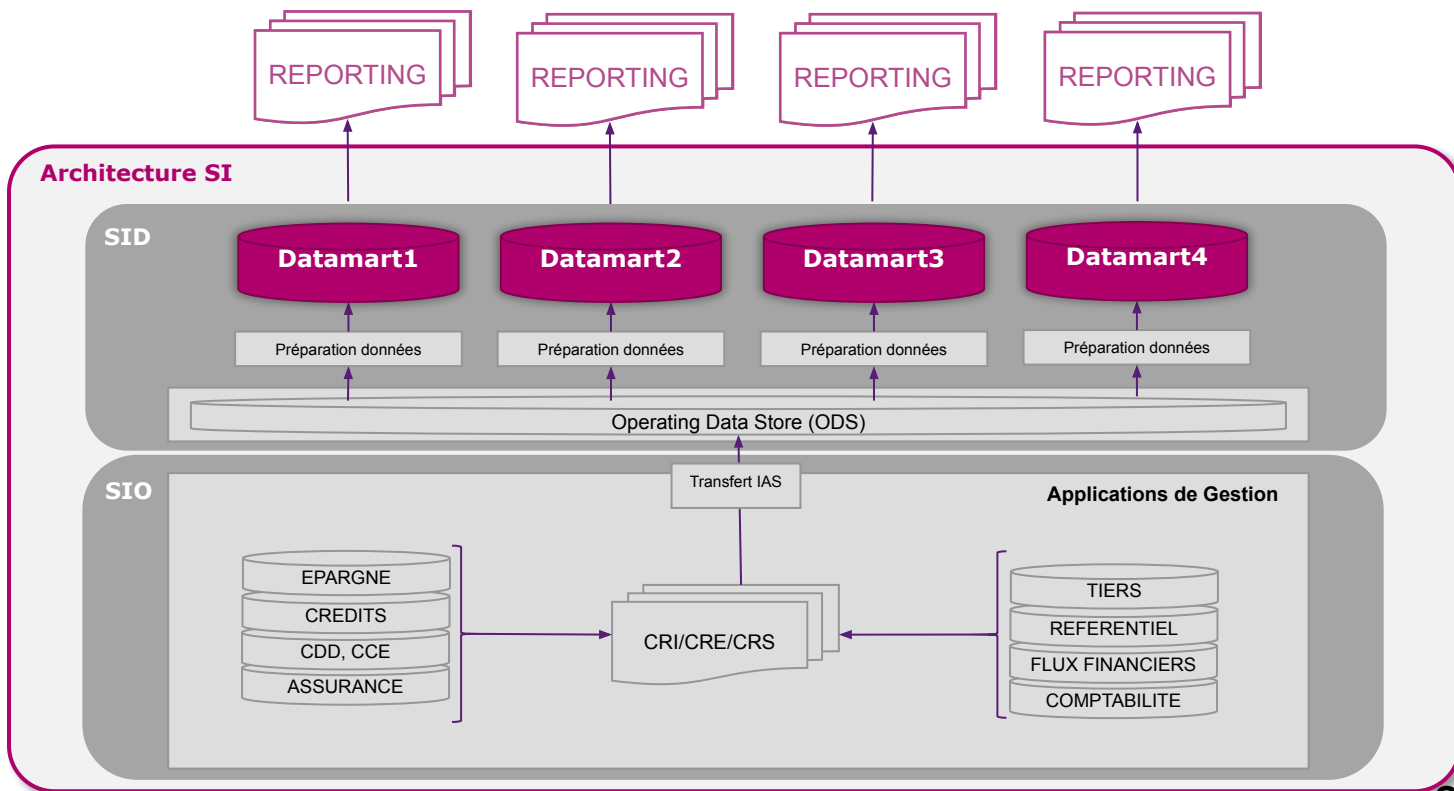 REPORTING
REPORTING
REPORTING
REPORTING
Architecture SI
SID
Datamart1
Datamart2
Datamart3
Datamart4
Préparation données
Préparation données
Préparation données
Préparation données
Operating Data Store (ODS)
SIO
Transfert IAS
Applications de Gestion
EPARGNE
CREDITS
CDD, CCE
ASSURANCE
CRI/CRE/CRS
TIERS
REFERENTIEL
FLUX FINANCIERS
COMPTABILITE